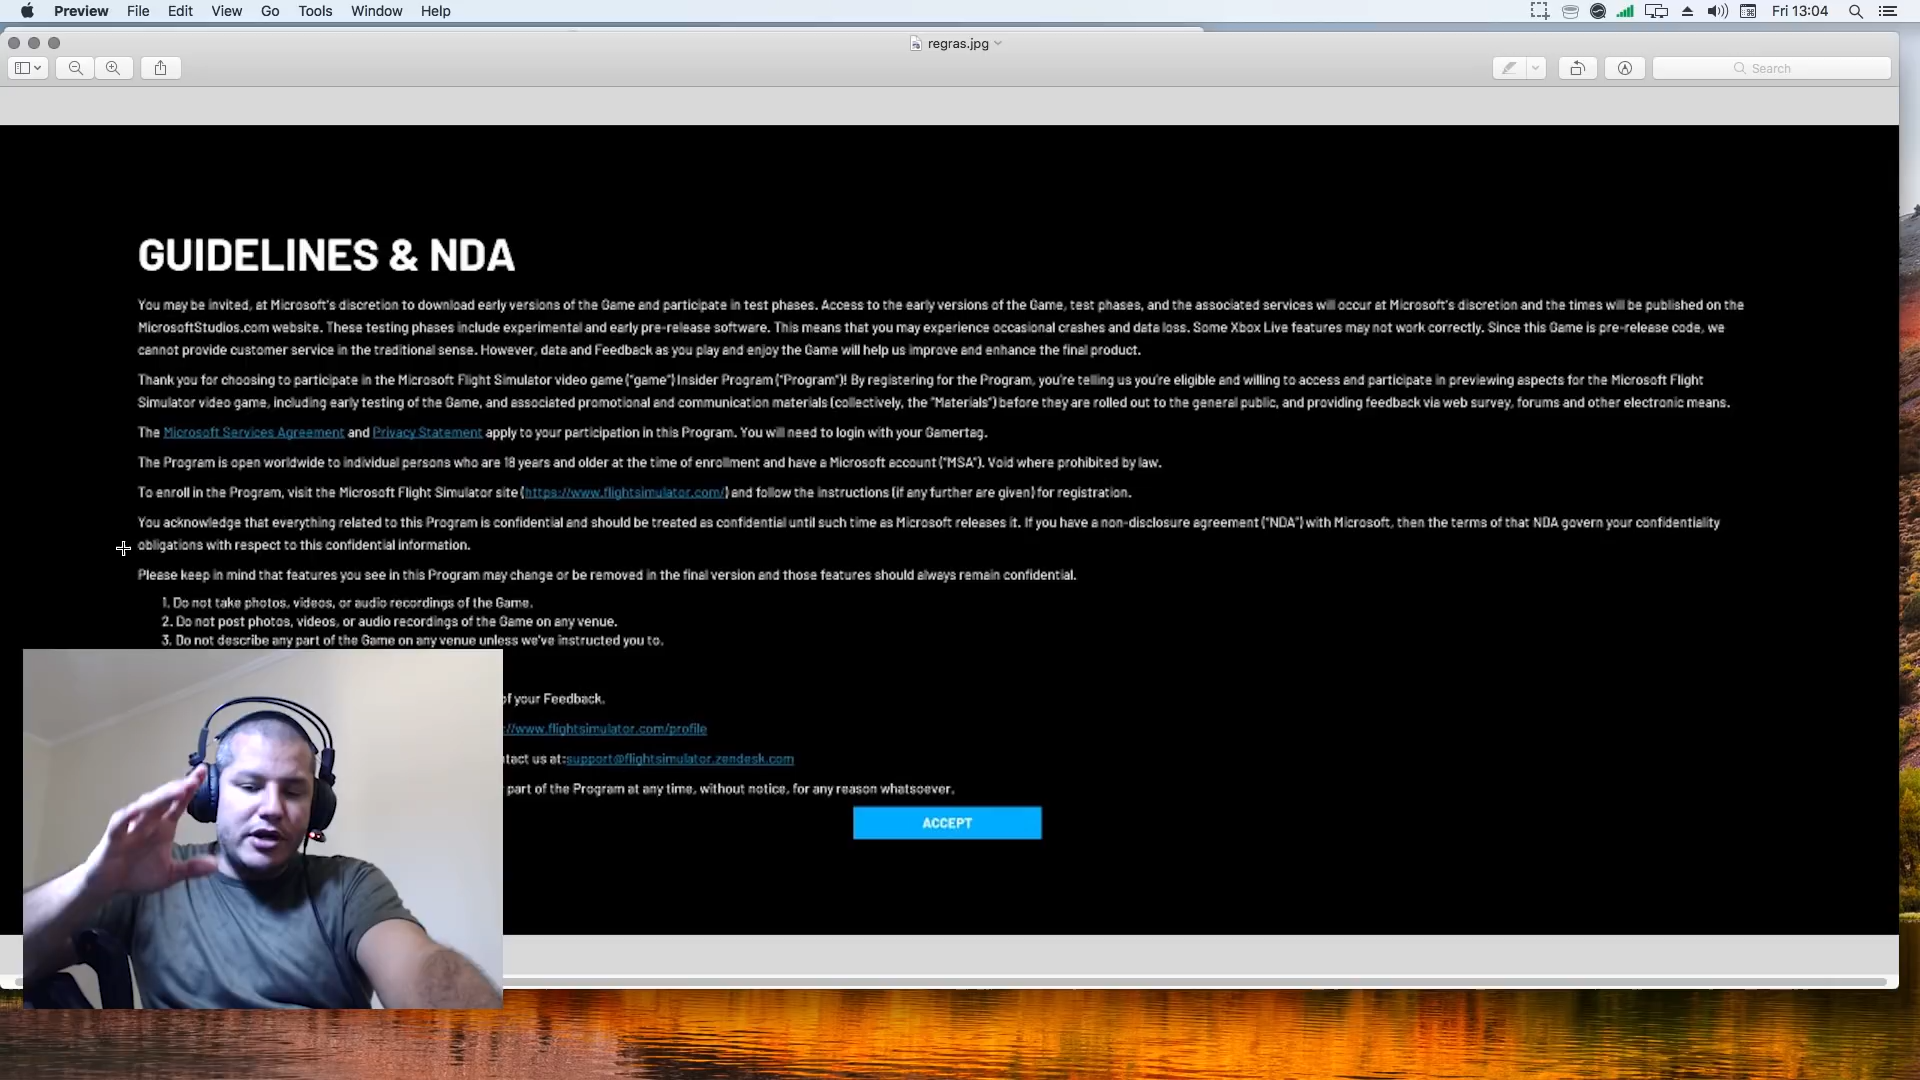 Preview File Edit View Go Tools Window Help Fri 13:04
regras.jpg
Search
GUIDELINES & NDA
You may be invited, at Microsoft's discretion to download early versions of the Game and participate in test phases. Access to the early versions of the Game, test phases, and the associated services will occur at Microsoft's discretion and the times will be published on the
MicrosoftStudios.com website. These testing phases include experimental and early pre-release software. This means that you may experience occasional crashes and data loss. Some Xbox Live features may not work correctly. Since this Game is pre-release code, we
cannot provide customer service in the traditional sense. However, data and Feedback as you play and enjoy the Game will help us improve and enhance the final product.
Thank you for choosing to participate in the Microsoft Flight Simulator video game ("game") Insider Program ("Program")! By registering for the Program, you're telling us you're eligible and willing to access and participate in previewing aspects for the Microsoft Flight
Simulator video game, including early testing of the Game, and associated promotional and communication materials (collectively, the "Materials") before they are rolled out to the general public, and providing feedback via web survey, forums and other electronic means.
The Microsoft Services Agreement and Privacy Statement apply to your participation in this Program. You will need to login with your Gamertag.
The Program is open worldwide to individual persons who are 18 years and older at the time of enrollment and have a Microsoft account ("MSA"). Void where prohibited by law.
To enroll in the Program, visit the Microsoft Flight Simulator site (https://www.flightsimulator.com/) and follow the instructions (if any further are given) for registration.
You acknowledge that everything related to this Program is confidential and should be treated as confidential until such time as Microsoft releases it. If you have a non-disclosure agreement ("NDA") with Microsoft, then the terms of that NDA govern your confidentiality
obligations with respect to this confidential information.
Please keep in mind that features you see in this Program may change or be removed in the final version and those features should always remain confidential.
1. Do not take photos, videos, or audio recordings of the Game.
2. Do not post photos, videos, or audio recordings of the Game on any venue.
3. Do not describe any part of the Game on any venue unless we've instructed you to.
of your Feedback.
://www.flightsimulator.com/profile
tact us at:support@flightsimulator.zendesk.com
part of the Program at any time, without notice, for any reason whatsoever.
ACCEPT